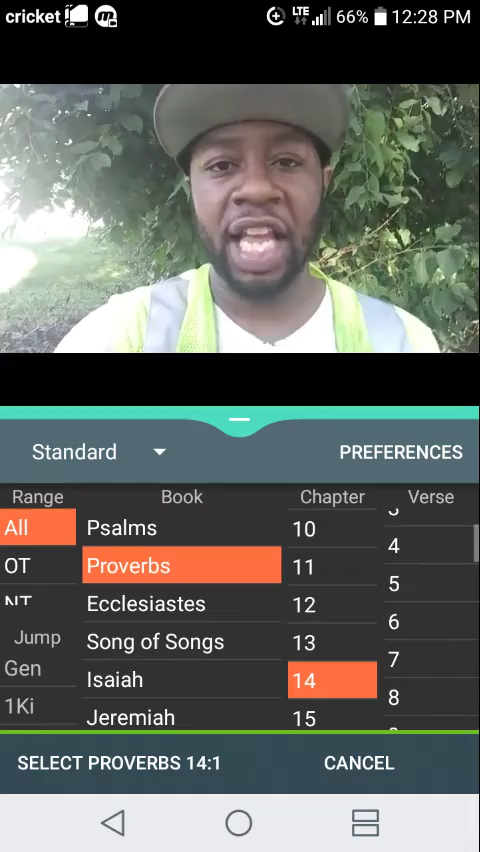 cricket LTE 66% 12:28 PM
Standard PREFERENCES
Range Book Chapter Verse
All Psalms 10
OT Proverbs 11 4
NT Ecclesiastes 12 5
Jump Song of Songs 13 6
Gen Isaiah 14 7
1Ki Jeremiah 15 8
SELECT PROVERBS 14:1 CANCEL